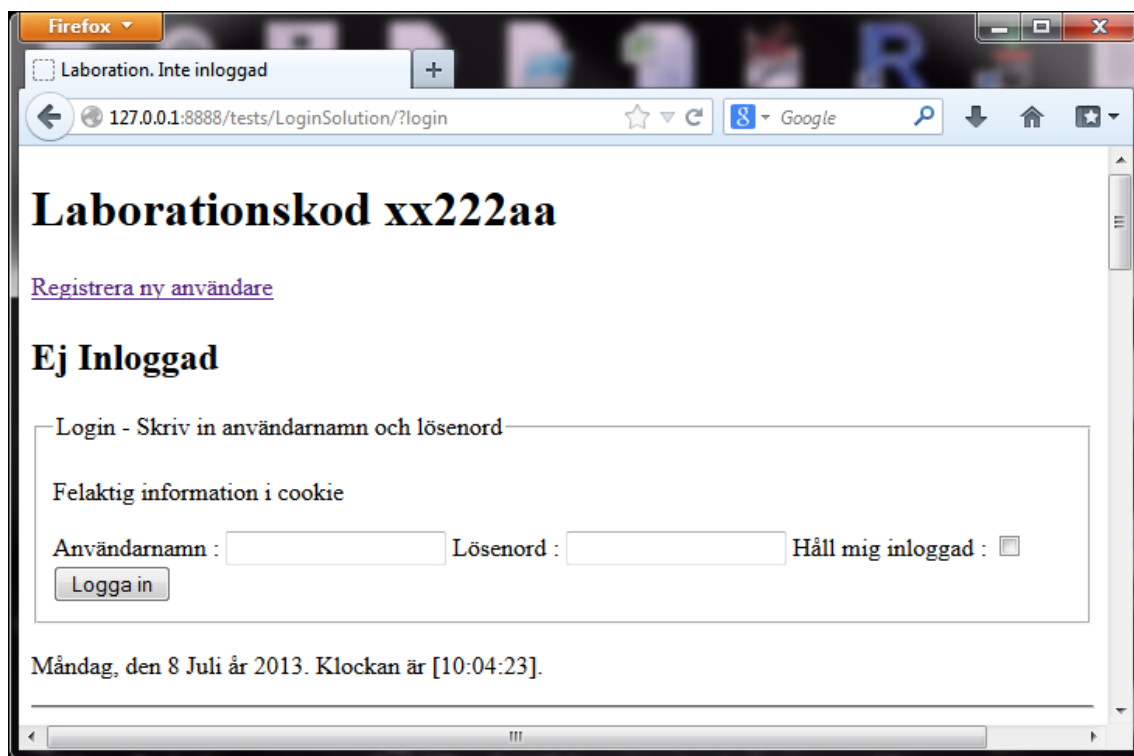 Firefox
Laboration. Inte inloggad
127.0.0.1:8888/tests/LoginSolution/?login
8 Google
Laborationskod xx222aa
Registrera ny användare
Ej Inloggad
Login - Skriv in användarnamn och lösenord
Felaktig information i cookie
Användarnamn : Lösenord : Håll mig inloggad :
Logga in
Måndag, den 8 Juli år 2013. Klockan är [10:04:23].